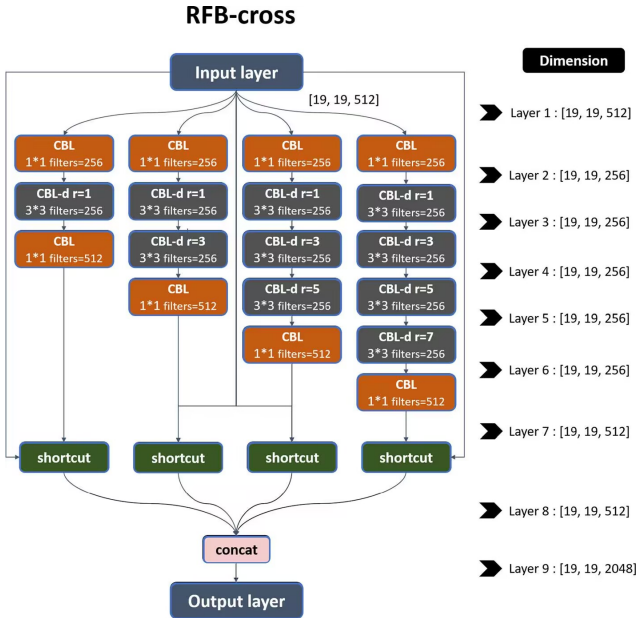 RFB-cross
Input layer
Dimension
[19, 19, 512]
Layer 1 : [19, 19, 512]
CBL
1*1 filters=256
CBL
1*1 filters=256
CBL
1*1 filters=256
CBL
1*1 filters=256
Layer 2 : [19, 19, 256]
CBL-d r=1
3*3 filters=256
CBL-d r=1
3*3 filters=256
CBL-d r=1
3*3 filters=256
CBL-d r=1
3*3 filters=256
Layer 3 : [19, 19, 256]
CBL
1*1 filters=512
CBL-d r=3
3*3 filters=256
CBL-d r=3
3*3 filters=256
CBL-d r=3
3*3 filters=256
Layer 4 : [19, 19, 256]
CBL
1*1 filters=512
CBL-d r=5
3*3 filters=256
CBL-d r=5
3*3 filters=256
Layer 5 : [19, 19, 256]
CBL
1*1 filters=512
CBL-d r=7
3*3 filters=256
Layer 6 : [19, 19, 256]
CBL
1*1 filters=512
Layer 7 : [19, 19, 512]
shortcut
shortcut
shortcut
shortcut
Layer 8 : [19, 19, 512]
concat
Layer 9 : [19, 19, 2048]
Output layer